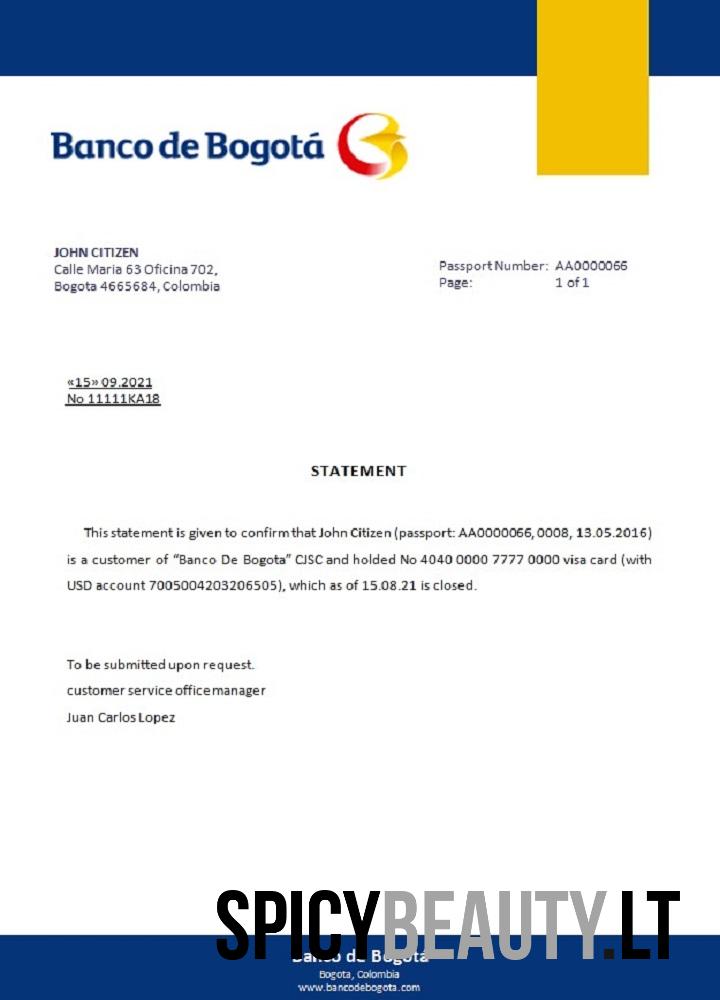 Banco de Bogotá
JOHN CITIZEN
Calle Maria 63 Oficina 702,
Bogota 4665684, Colombia
Passport Number: AA0000066
Page: 1 of 1
«15» 09.2021
No 11111KA18
STATEMENT
This statement is given to confirm that John Citizen (passport: AA0000066, 0008, 13.05.2016)
is a customer of “Banco De Bogota” CJSC and holded No 4040 0000 7777 0000 visa card (with
USD account 7005004203206505), which as of 15.08.21 is closed.
To be submitted upon request.
customer service office manager
Juan Carlos Lopez
SPICYBEAUTY.LT
Banco de Bogotá
Bogota, Colombia
www.bancodebogota.com